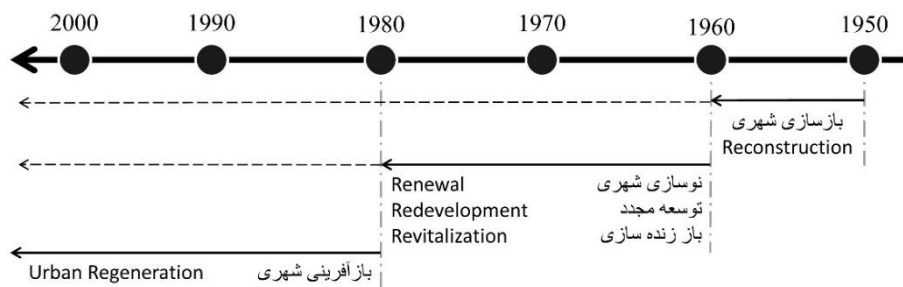 2000 1990 1980 1970 1960 1950
بازسازی شهری
Reconstruction
Renewal نوسازی شهری
Redevelopment توسعه مجدد
Revitalization باز زنده سازی
Urban Regeneration بازآفرینی شهری